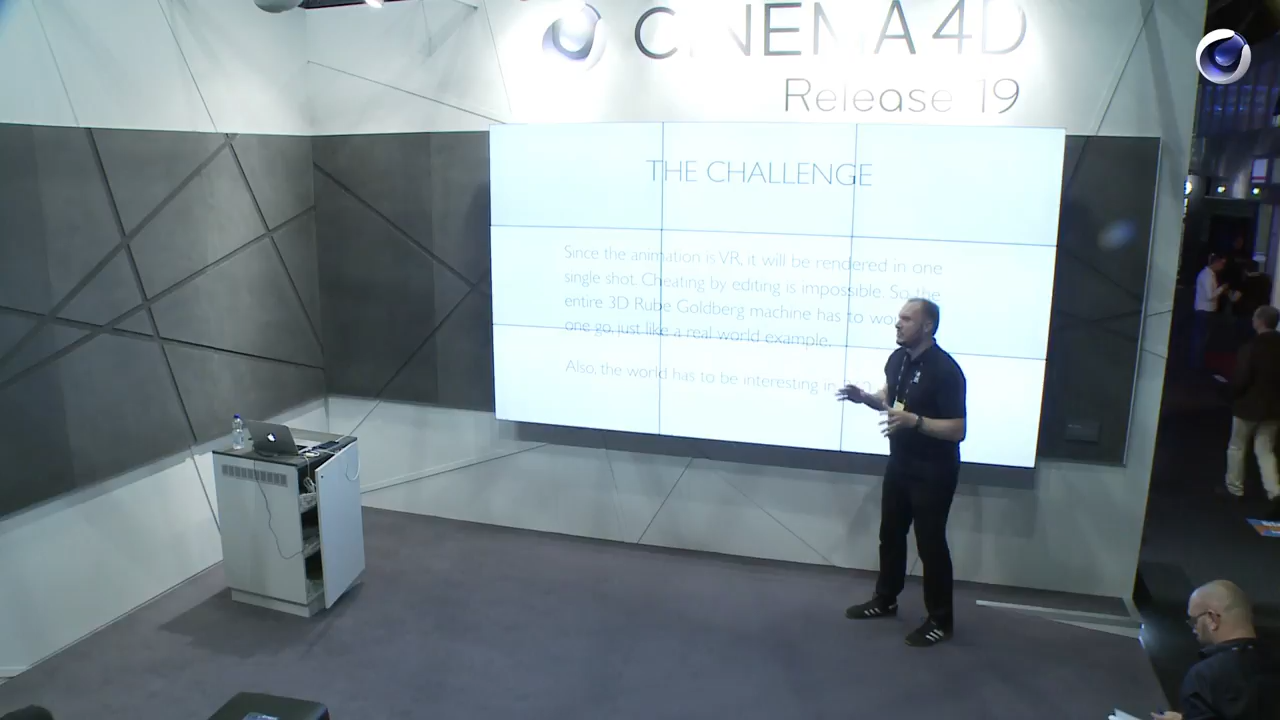 CINEMA 4D
Release 19
THE CHALLENGE
Since the animation is VR, it will be rendered in one
single shot. Cheating by editing is impossible. So the
entire 3D Rube Goldberg machine has to
one go, just like a real world example.
Also, the world has to be interesting in